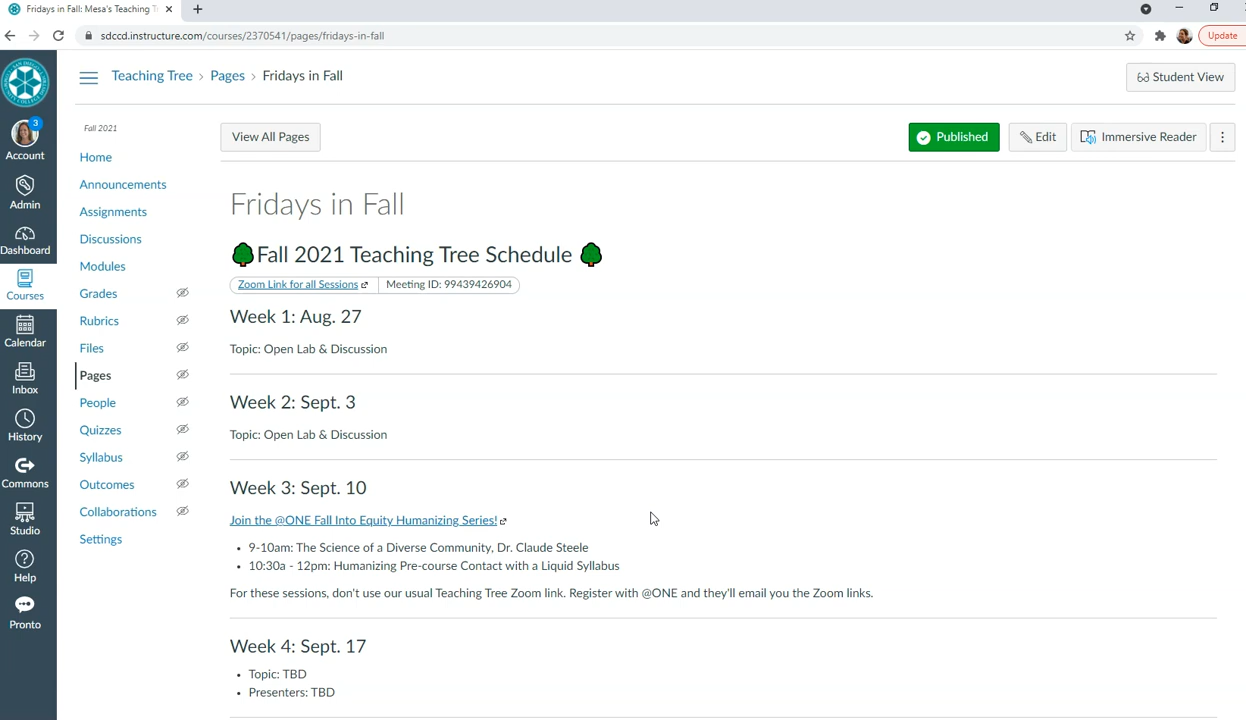 Fridays in Fall: Mesa's Teaching T
sdccd.instructure.com/courses/2370541/pages/fridays-in-fall
Update
Teaching Tree › Pages › Fridays in Fall
Student View
3
Account
Admin
Dashboard
Courses
Calendar
Inbox
History
Commons
Studio
Help
Pronto
Fall 2021
Home
Announcements
Assignments
Discussions
Modules
Grades
Rubrics
Files
Pages
People
Quizzes
Syllabus
Outcomes
Collaborations
Settings
View All Pages
Published
Edit
Immersive Reader
Fridays in Fall
Fall 2021 Teaching Tree Schedule
Zoom Link for all Sessions
Meeting ID: 99439426904
Week 1: Aug. 27
Topic: Open Lab & Discussion
Week 2: Sept. 3
Topic: Open Lab & Discussion
Week 3: Sept. 10
Join the @ONE Fall Into Equity Humanizing Series!
• 9-10am: The Science of a Diverse Community, Dr. Claude Steele
• 10:30a - 12pm: Humanizing Pre-course Contact with a Liquid Syllabus
For these sessions, don't use our usual Teaching Tree Zoom link. Register with @ONE and they'll email you the Zoom links.
Week 4: Sept. 17
• Topic: TBD
• Presenters: TBD